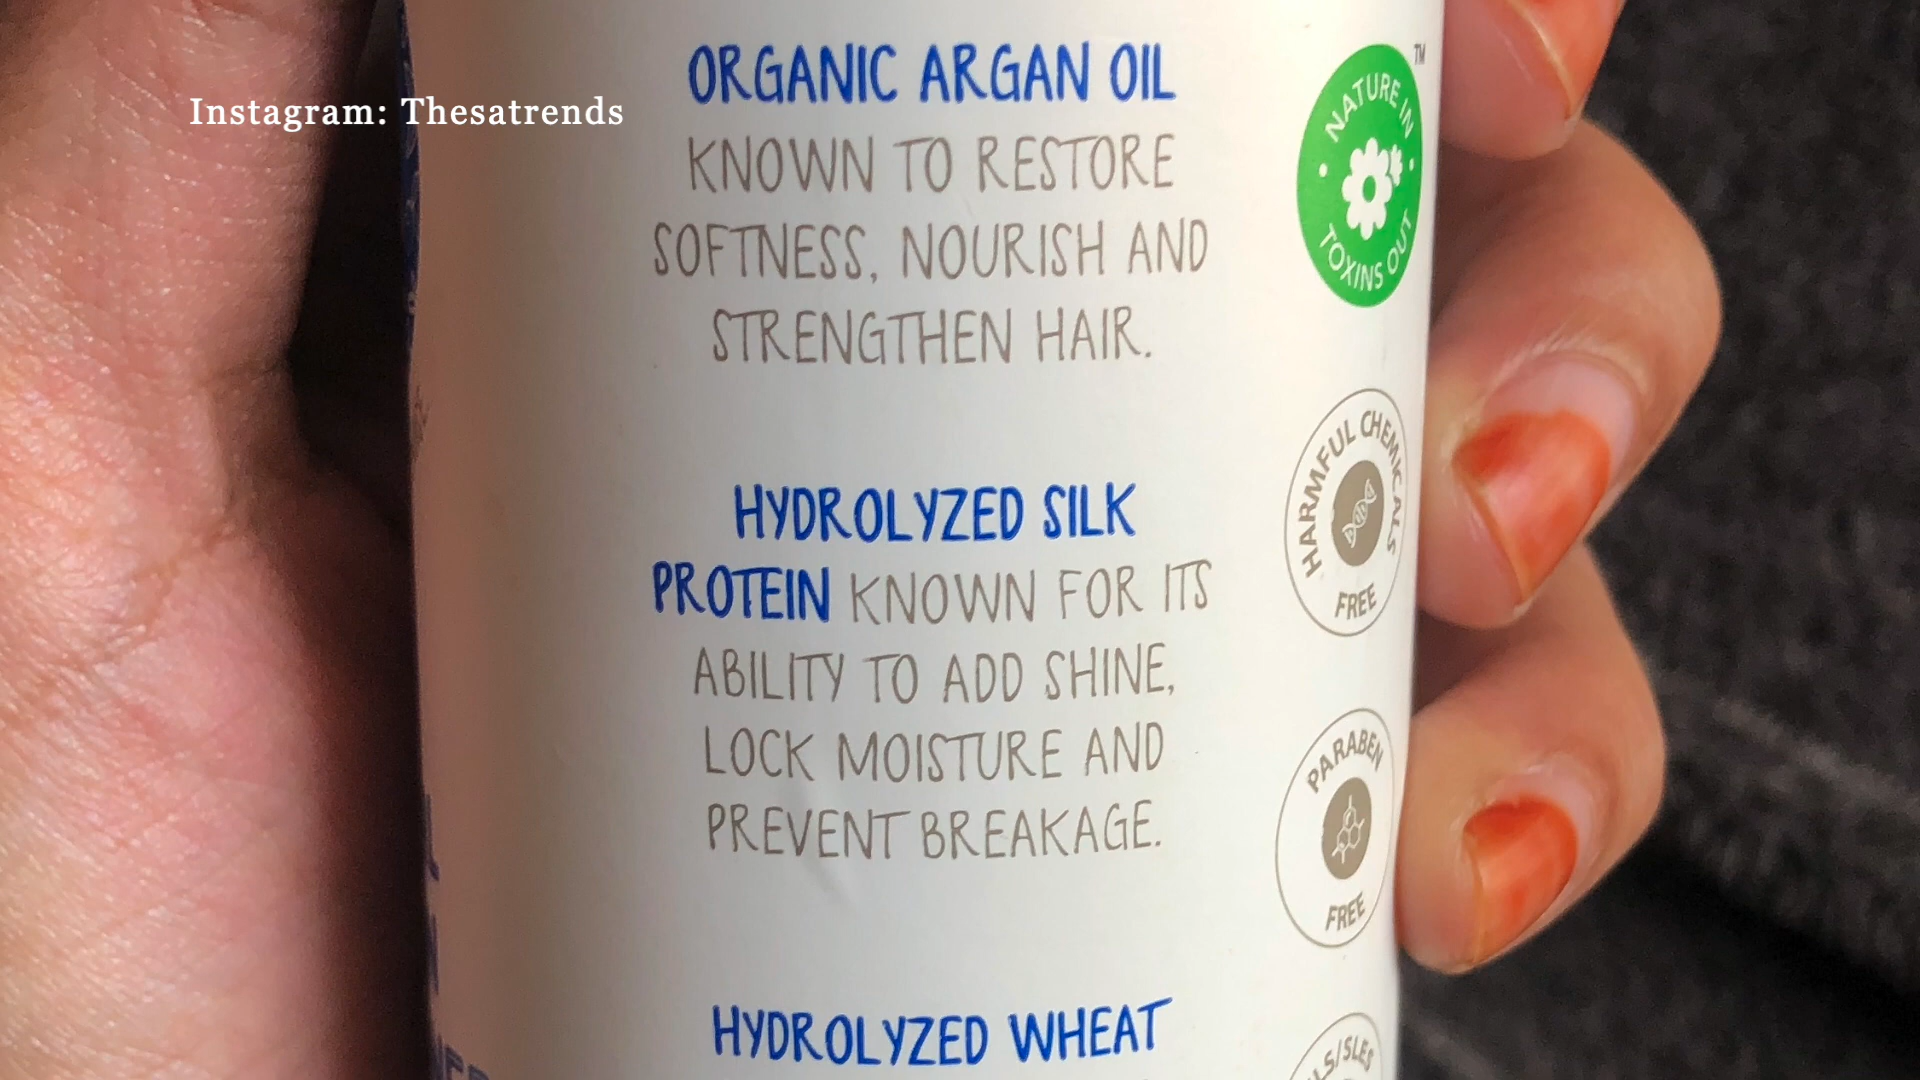 Instagram: Thesatrends
ORGANIC ARGAN OIL
KNOWN TO RESTORE
SOFTNESS, NOURISH AND
STRENGTHEN HAIR.
HYDROLYZED SILK
PROTEIN KNOWN FOR ITS
ABILITY TO ADD SHINE,
LOCK MOISTURE AND
PREVENT BREAKAGE.
HYDROLYZED WHEAT
NATURE IN
TOXINS OUT
TM
HARMFUL CHEMICALS
FREE
PARABEN
FREE